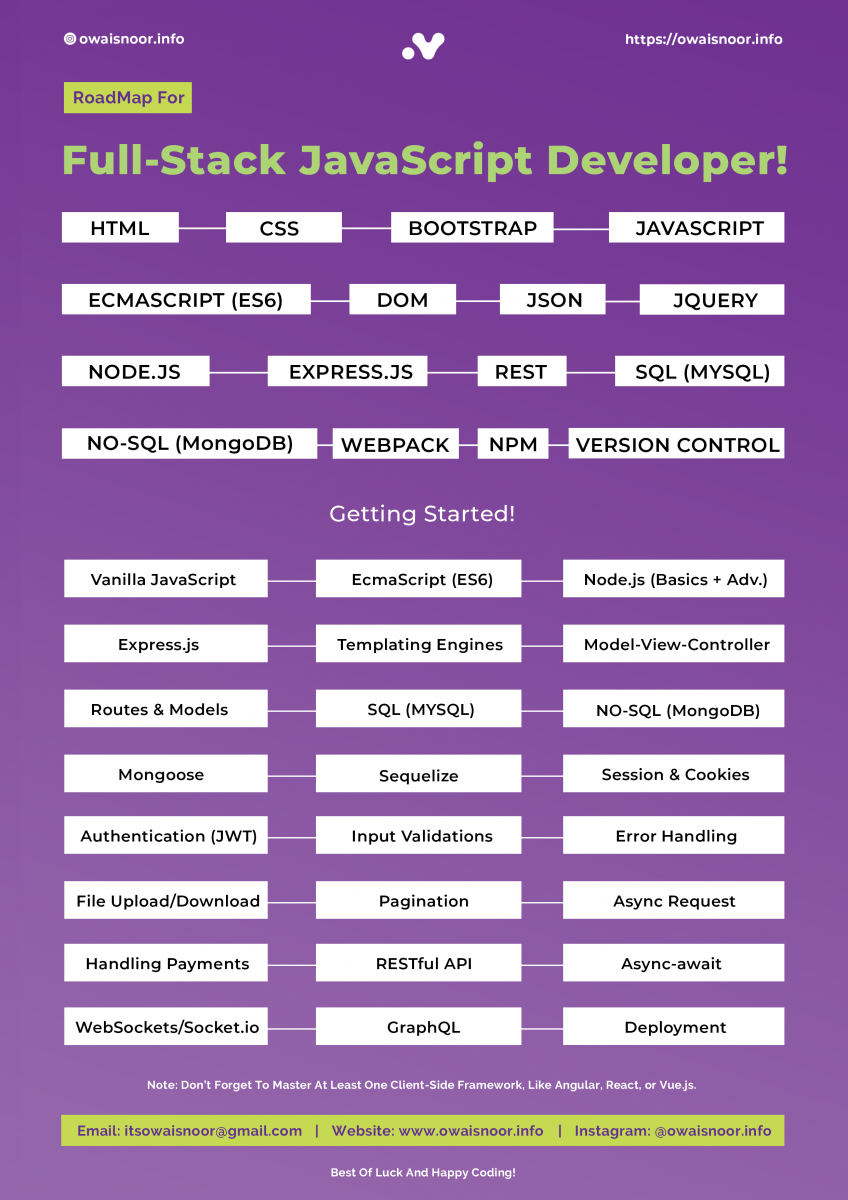 owaisnoor.info https://owaisnoor.info
RoadMap For
Full-Stack JavaScript Developer!
HTML CSS BOOTSTRAP JAVASCRIPT
ECMASCRIPT (ES6) DOM JSON JQUERY
NODE.JS EXPRESS.JS REST SQL (MYSQL)
NO-SQL (MongoDB) WEBPACK NPM VERSION CONTROL
Getting Started!
Vanilla JavaScript EcmaScript (ES6) Node.js (Basics + Adv.)
Express.js Templating Engines Model-View-Controller
Routes & Models SQL (MYSQL) NO-SQL (MongoDB)
Mongoose Sequelize Session & Cookies
Authentication (JWT) Input Validations Error Handling
File Upload/Download Pagination Async Request
Handling Payments RESTful API Async-await
WebSockets/Socket.io GraphQL Deployment
Note: Don't Forget To Master At Least One Client-Side Framework, Like Angular, React, or Vue.js.
Email: itsowaisnoor@gmail.com | Website: www.owaisnoor.info | Instagram: @owaisnoor.info
Best Of Luck And Happy Coding!